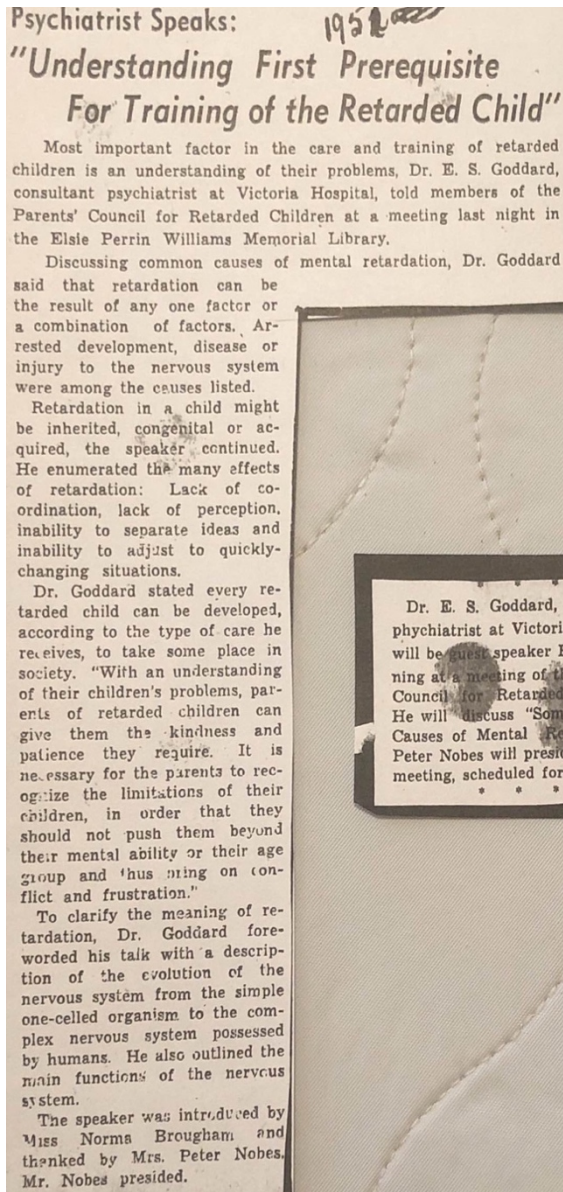 Psychiatrist Speaks:
195
"Understanding First Prerequisite
For Training of the Retarded Child"
Most important factor in the care and training of retarded
children is an understanding of their problems, Dr. E. S. Goddard,
consultant psychiatrist at Victoria Hospital, told members of the
Parents' Council for Retarded Children at a meeting last night in
the Elsie Perrin Williams Memorial Library.
Discussing common causes of mental retardation, Dr. Goddard
said that retardation can be
the result of any one factor or
a combination of factors. Ar-
rested development, disease or
injury to the nervous system
were among the causes listed.
Retardation in a child might
be inherited, congenital or ac-
quired, the speaker continued.
He enumerated the many effects
of retardation: Lack of co-
ordination, lack of perception,
inability to separate ideas and
inability to adjust to quickly-
changing situations.
Dr. Goddard stated every re-
tarded child can be developed,
according to the type of care he
receives, to take some place in
society. "With an understanding
of their children's problems, par-
ents of retarded children can
give them the kindness and
patience they require. It is
necessary for the parents to rec-
ognize the limitations of their
children, in order that they
should not push them beyond
their mental ability or their age
group and thus bring on con-
flict and frustration."
To clarify the meaning of re-
tardation, Dr. Goddard fore-
worded his talk with a descrip-
tion of the evolution of the
nervous system from the simple
one-celled organism to the com-
plex nervous system possessed
by humans. He also outlined the
main functions of the nervous
system.
The speaker was introduced by
Miss Norma Brougham and
thanked by Mrs. Peter Nobes.
Mr. Nobes presided.
* * *
Dr. E. S. Goddard,
phychiatrist at Victori
will be guest speaker
ning at a meeting of
Council for Retarded
He will discuss "Som
Causes of Mental
Peter Nobes will presi
meeting, scheduled for
* * *